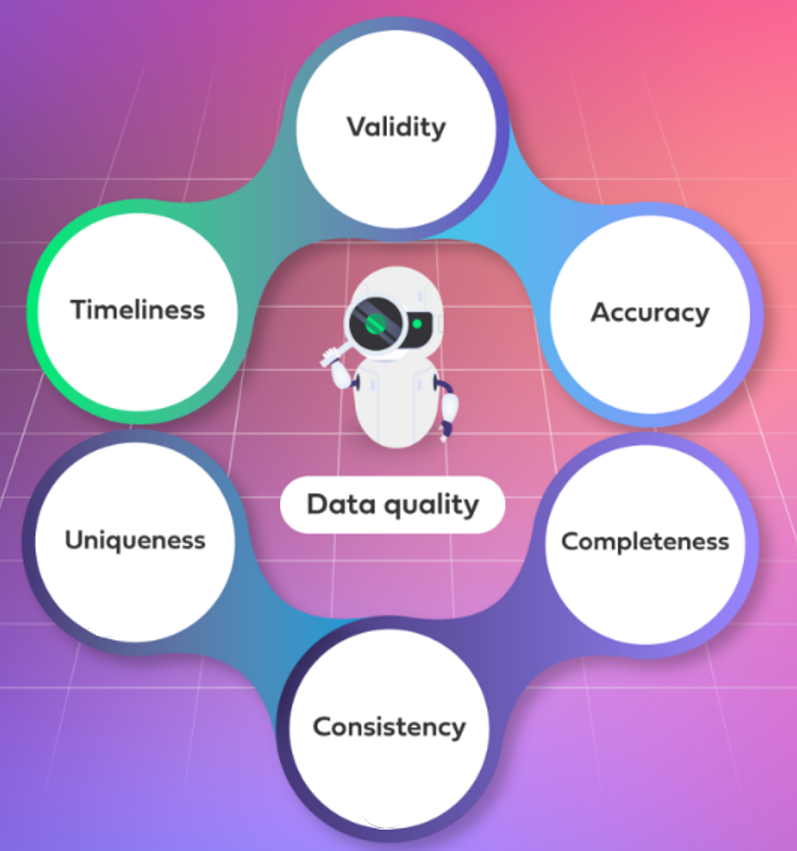 Validity
Timeliness
Accuracy
Data quality
Uniqueness
Completeness
Consistency